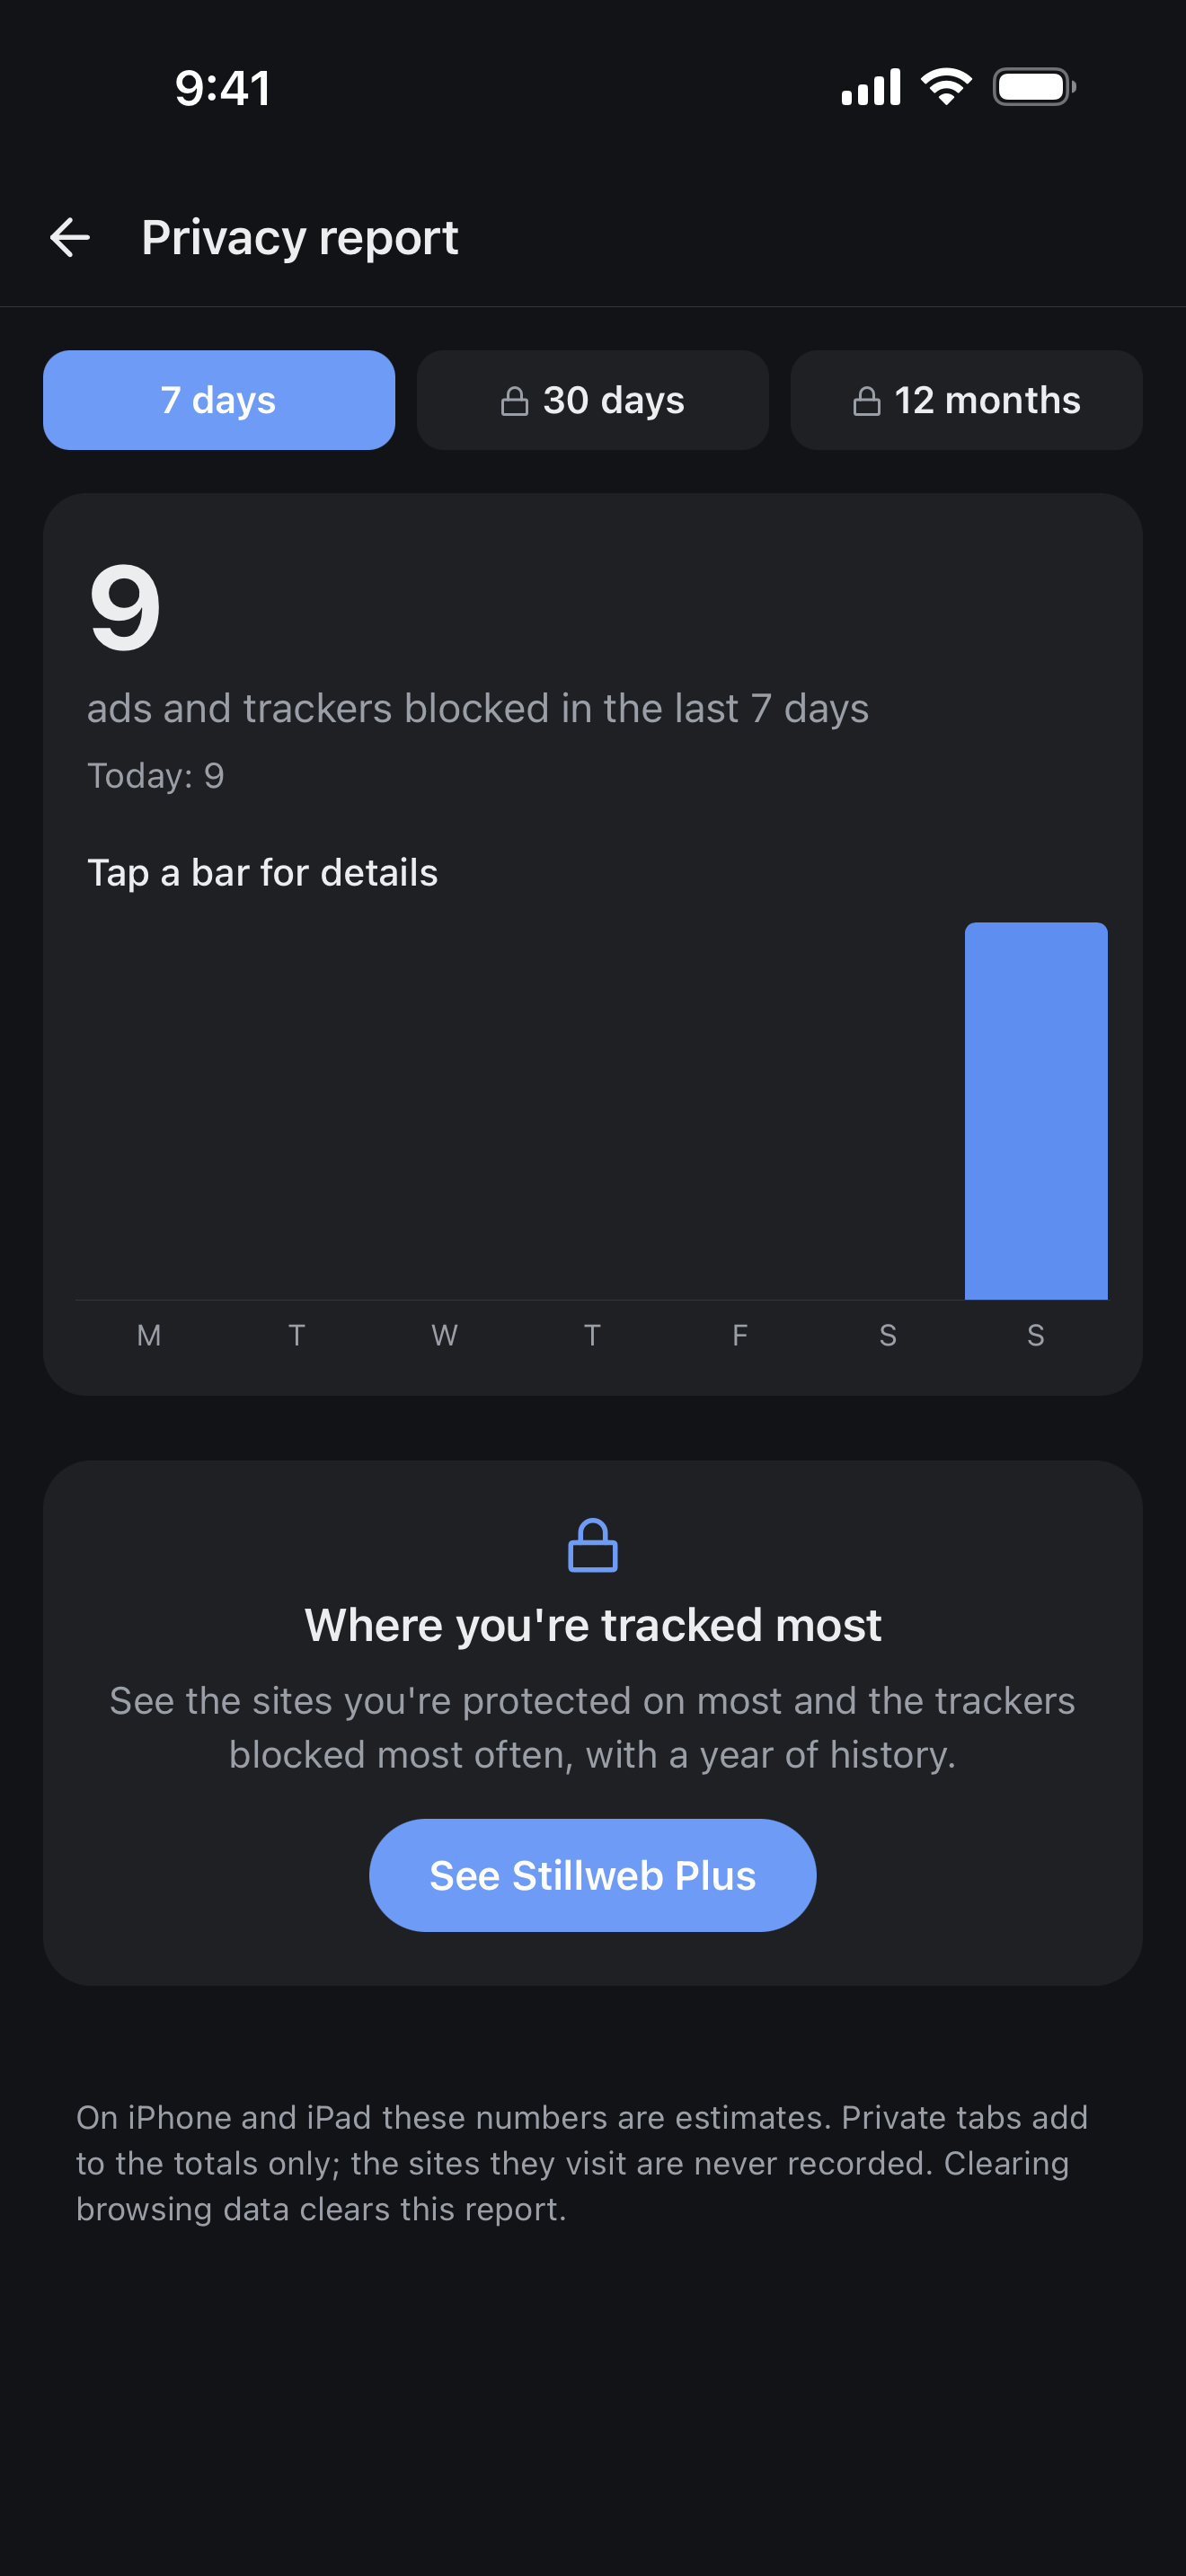 9:41
Privacy report
7 days
30 days
12 months
9
ads and trackers blocked in the last 7 days
Today: 9
Tap a bar for details
M T W T F S S
Where you're tracked most
See the sites you're protected on most and the trackers
blocked most often, with a year of history.
See Stillweb Plus
On iPhone and iPad these numbers are estimates. Private tabs add
to the totals only; the sites they visit are never recorded. Clearing
browsing data clears this report.